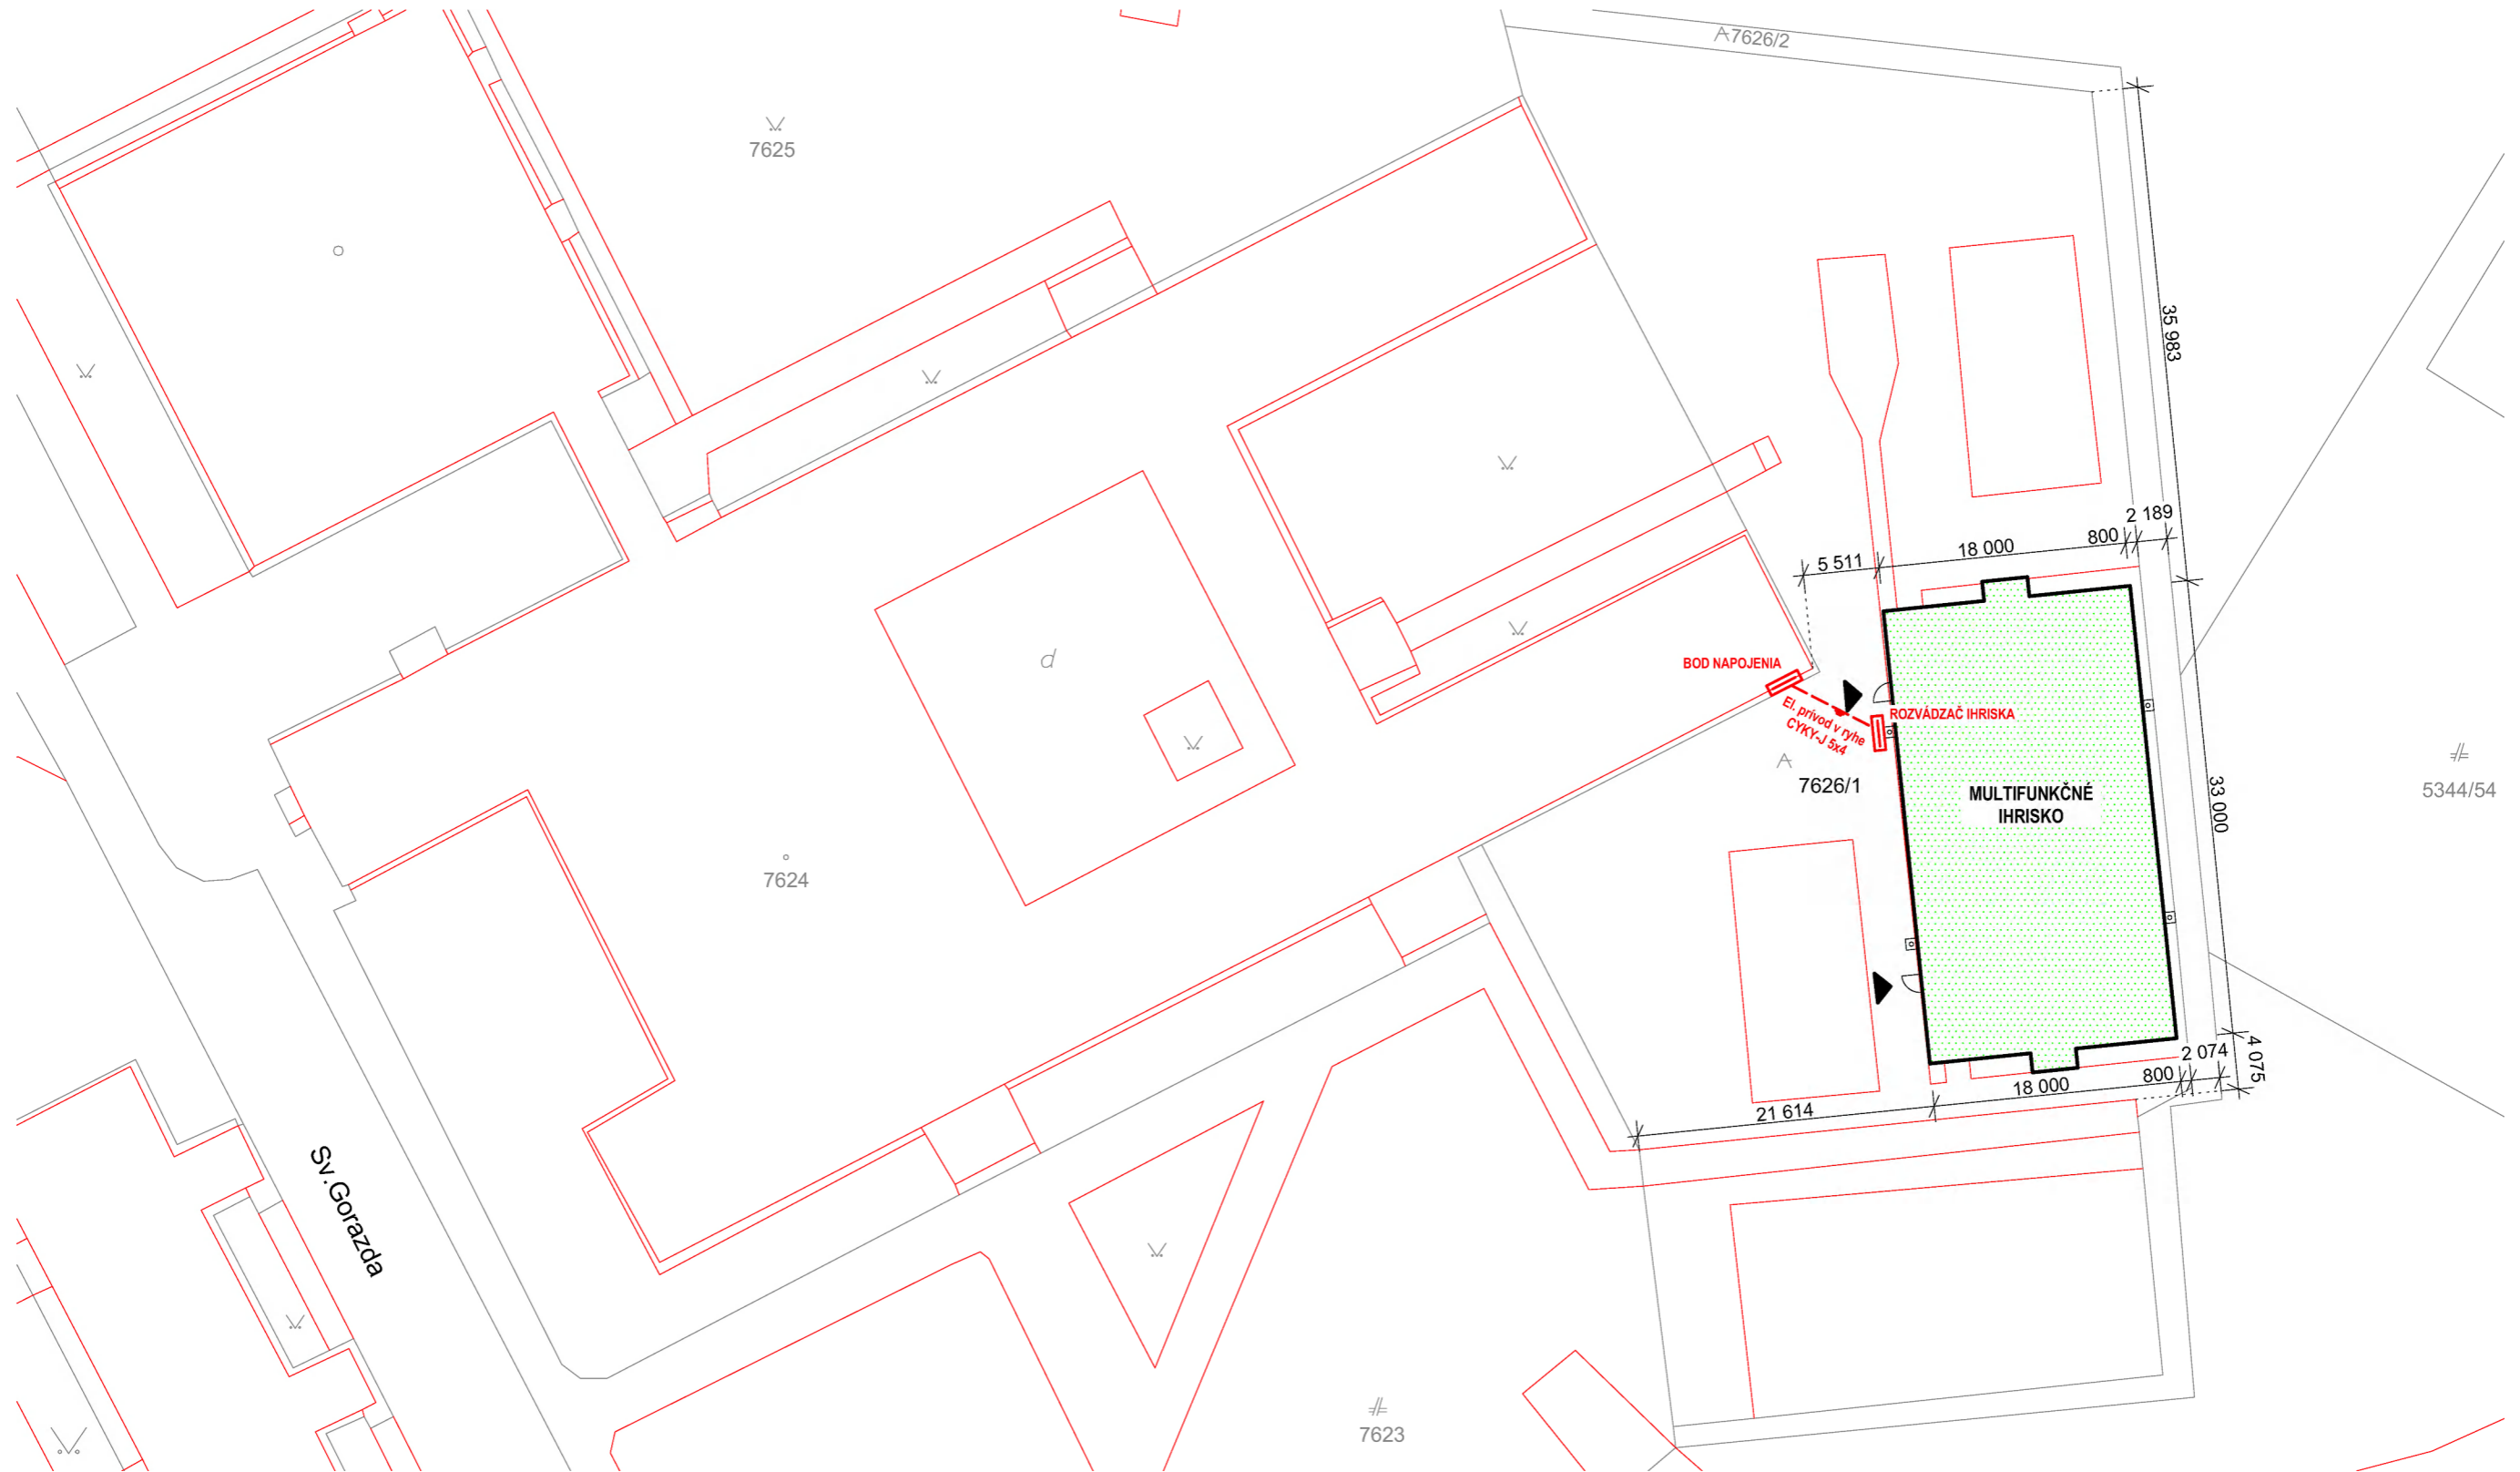 7626/2
7625
35 983
2 189
800
18 000
5 511
BOD NAPOJENIA
El. prívod v ryhe
CYKY-J 5x4
ROZVÁDZAČ IHRISKA
d
7626/1
MULTIFUNKČNÉ
IHRISKO
33 000
5344/54
7624
4 075
2 074
800
18 000
21 614
Sv.Gorazda
7623